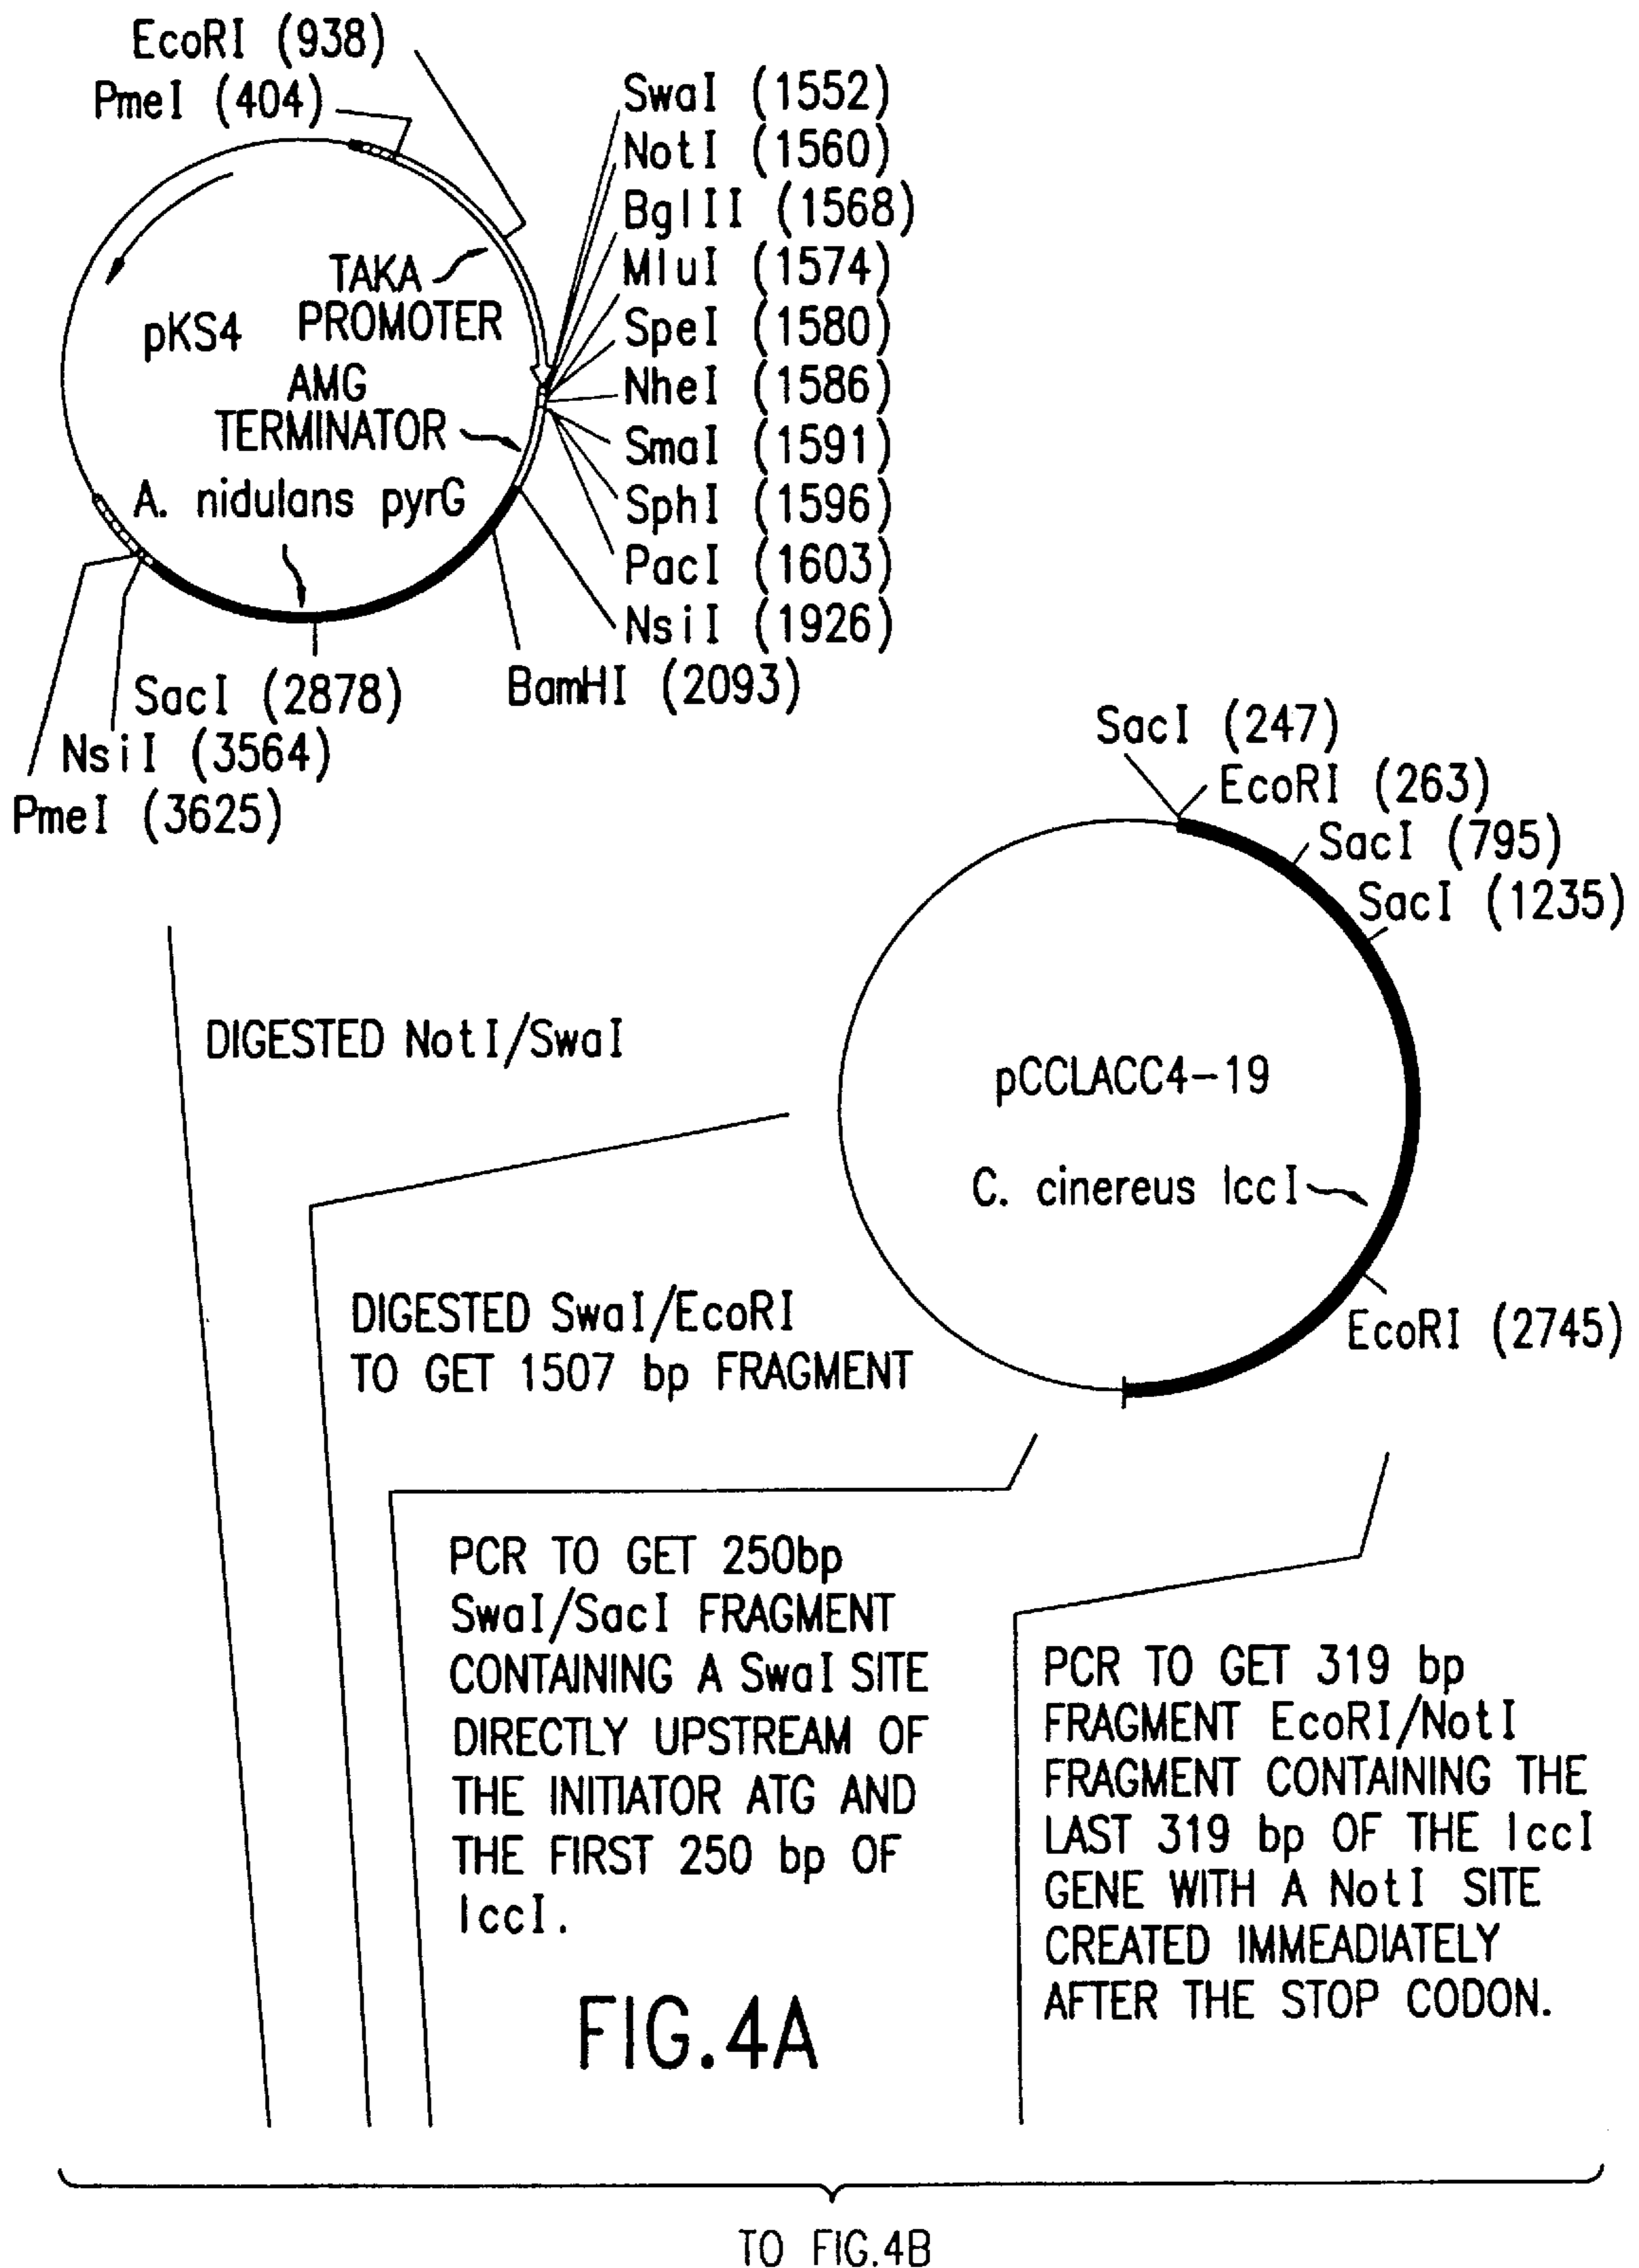 EcoRI (938)
PmeI (404)
SwaI (1552)
NotI (1560)
BglII (1568)
MluI (1574)
SpeI (1580)
NheI (1586)
SmaI (1591)
SphI (1596)
PacI (1603)
NsiI (1926)
BamHI (2093)
TAKA
PROMOTER
pKS4
AMG
TERMINATOR
A. nidulans pyrG
SacI (2878)
NsiI (3564)
PmeI (3625)
SacI (247)
EcoRI (263)
SacI (795)
SacI (1235)
pCCLACC4-19
C. cinereus lccI
EcoRI (2745)
DIGESTED NotI/SwaI
DIGESTED SwaI/EcoRI
TO GET 1507 bp FRAGMENT
PCR TO GET 250bp
SwaI/SacI FRAGMENT
CONTAINING A SwaI SITE
DIRECTLY UPSTREAM OF
THE INITIATOR ATG AND
THE FIRST 250 bp OF
lccI.
PCR TO GET 319 bp
FRAGMENT EcoRI/NotI
FRAGMENT CONTAINING THE
LAST 319 bp OF THE lccI
GENE WITH A NotI SITE
CREATED IMMEADIATELY
AFTER THE STOP CODON.
FIG.4A
TO FIG.4B